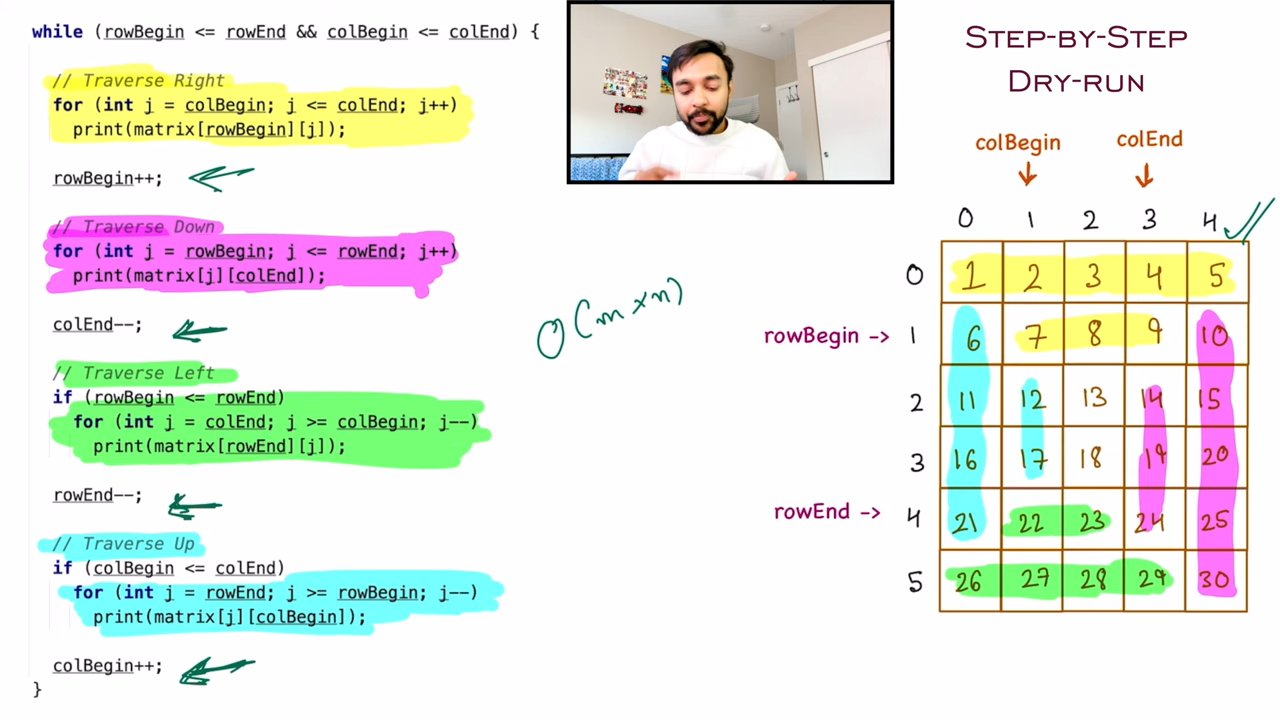 while (rowBegin <= rowEnd && colBegin <= colEnd) {
// Traverse Right
for (int j = colBegin; j <= colEnd; j++)
print(matrix[rowBegin][j]);
rowBegin++;
// Traverse Down
for (int j = rowBegin; j <= rowEnd; j++)
print(matrix[j][colEnd]);
colEnd--;
// Traverse Left
if (rowBegin <= rowEnd)
for (int j = colEnd; j >= colBegin; j--)
print(matrix[rowEnd][j]);
rowEnd--;
// Traverse Up
if (colBegin <= colEnd)
for (int j = rowEnd; j >= rowBegin; j--)
print(matrix[j][colBegin]);
colBegin++;
}
O(m×n)
STEP-BY-STEP
DRY-RUN
colBegin colEnd
0 1 2 3 4
0 1 2 3 4 5
rowBegin -> 1 6 7 8 9 10
2 11 12 13 14 15
3 16 17 18 19 20
rowEnd -> 4 21 22 23 24 25
5 26 27 28 29 30